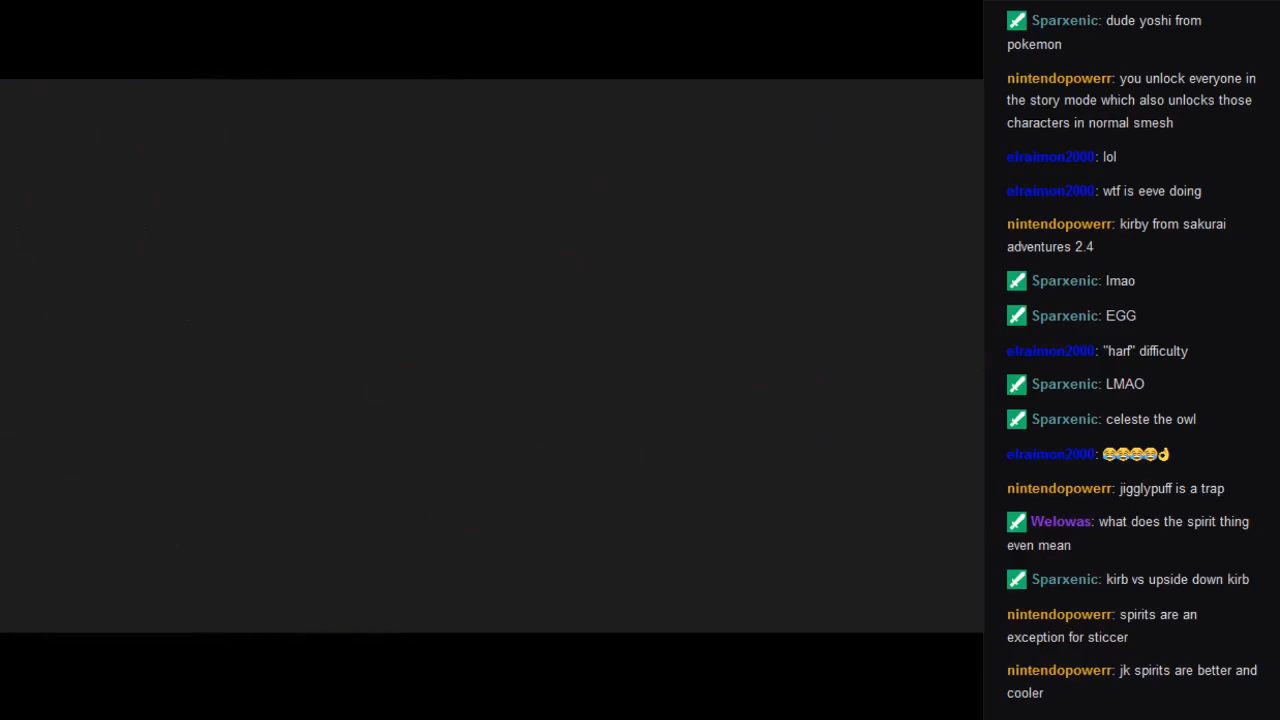 Sparxenic: dude yoshi from
pokemon
nintendopowerr: you unlock everyone in
the story mode which also unlocks those
characters in normal smesh
elraimon2000: lol
elraimon2000: wtf is eeve doing
nintendopowerr: kirby from sakurai
adventures 2.4
Sparxenic: lmao
Sparxenic: EGG
elraimon2000: "harf" difficulty
Sparxenic: LMAO
Sparxenic: celeste the owl
elraimon2000: 😂😂😂😂👌
nintendopowerr: jigglypuff is a trap
Welowas: what does the spirit thing
even mean
Sparxenic: kirb vs upside down kirb
nintendopowerr: spirits are an
exception for sticcer
nintendopowerr: jk spirits are better and
cooler